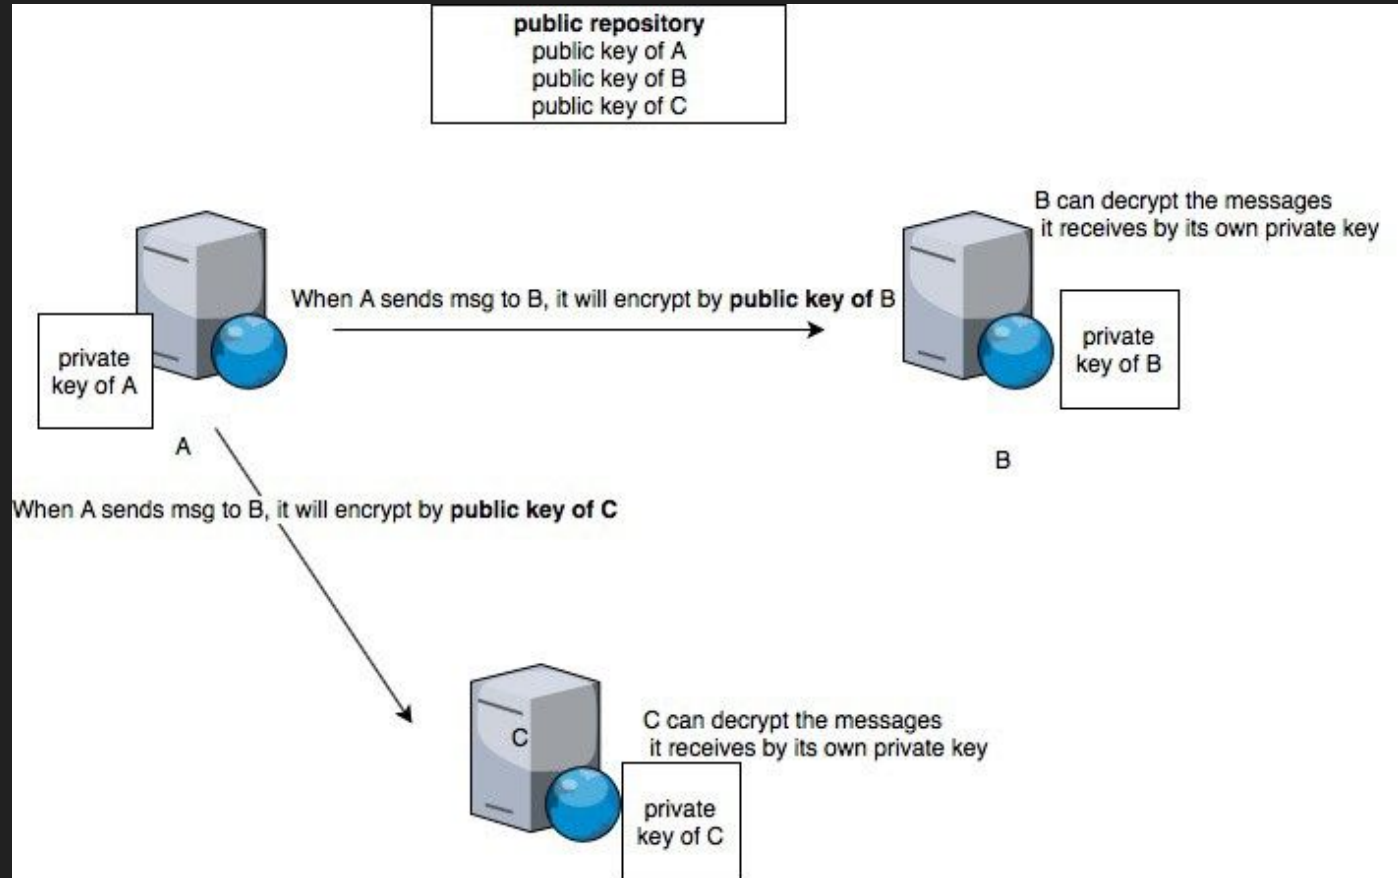 public repository
public key of A
public key of B
public key of C
B can decrypt the messages
it receives by its own private key
When A sends msg to B, it will encrypt by public key of B
private
key of A
private
key of B
A
B
When A sends msg to B, it will encrypt by public key of C
C
C can decrypt the messages
it receives by its own private key
private
key of C